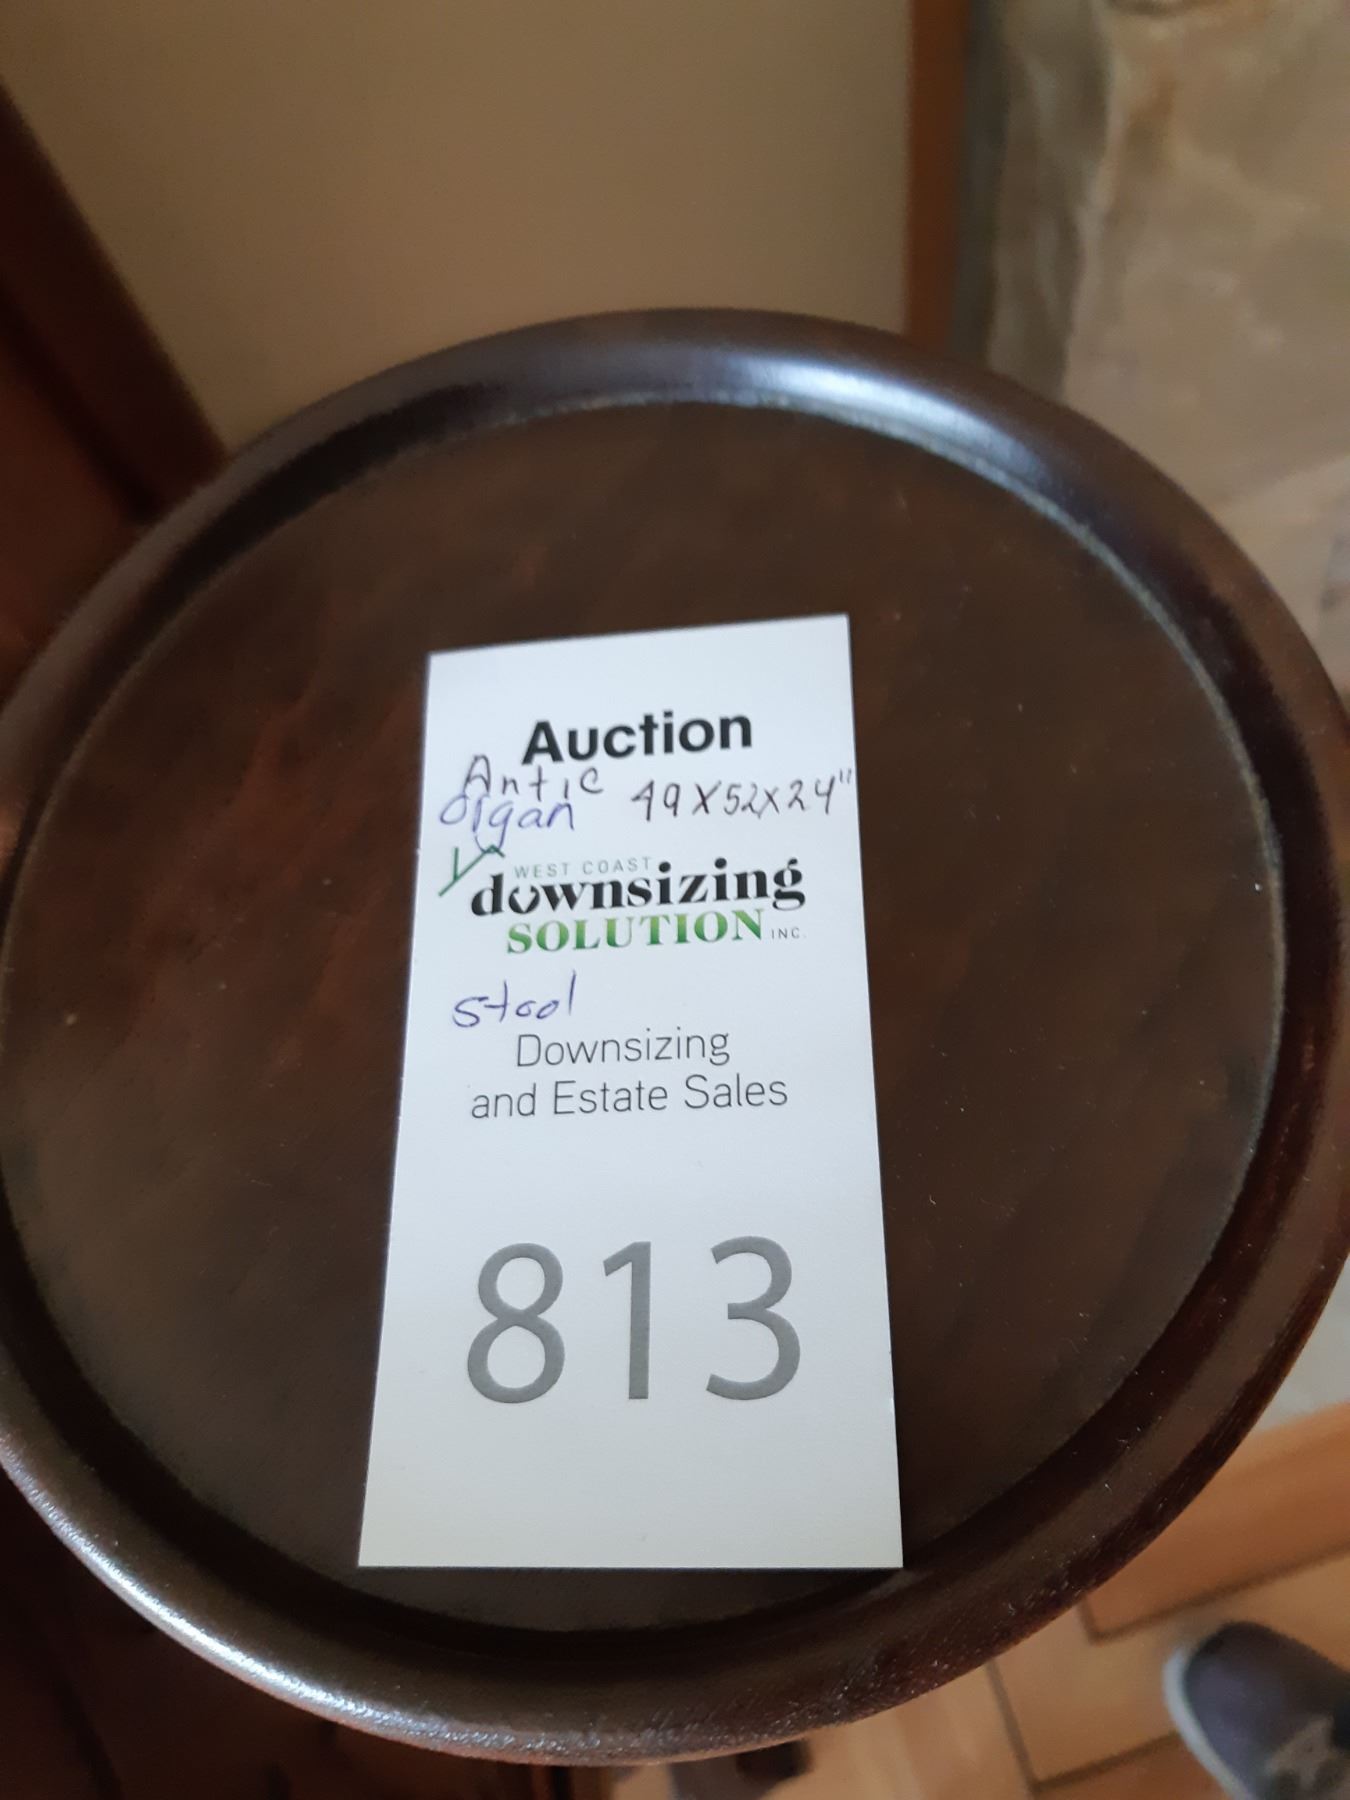 Auction
Antic
Organ 49X52X24"
WEST COAST
downsizing
SOLUTION INC.
stool
Downsizing
and Estate Sales
813